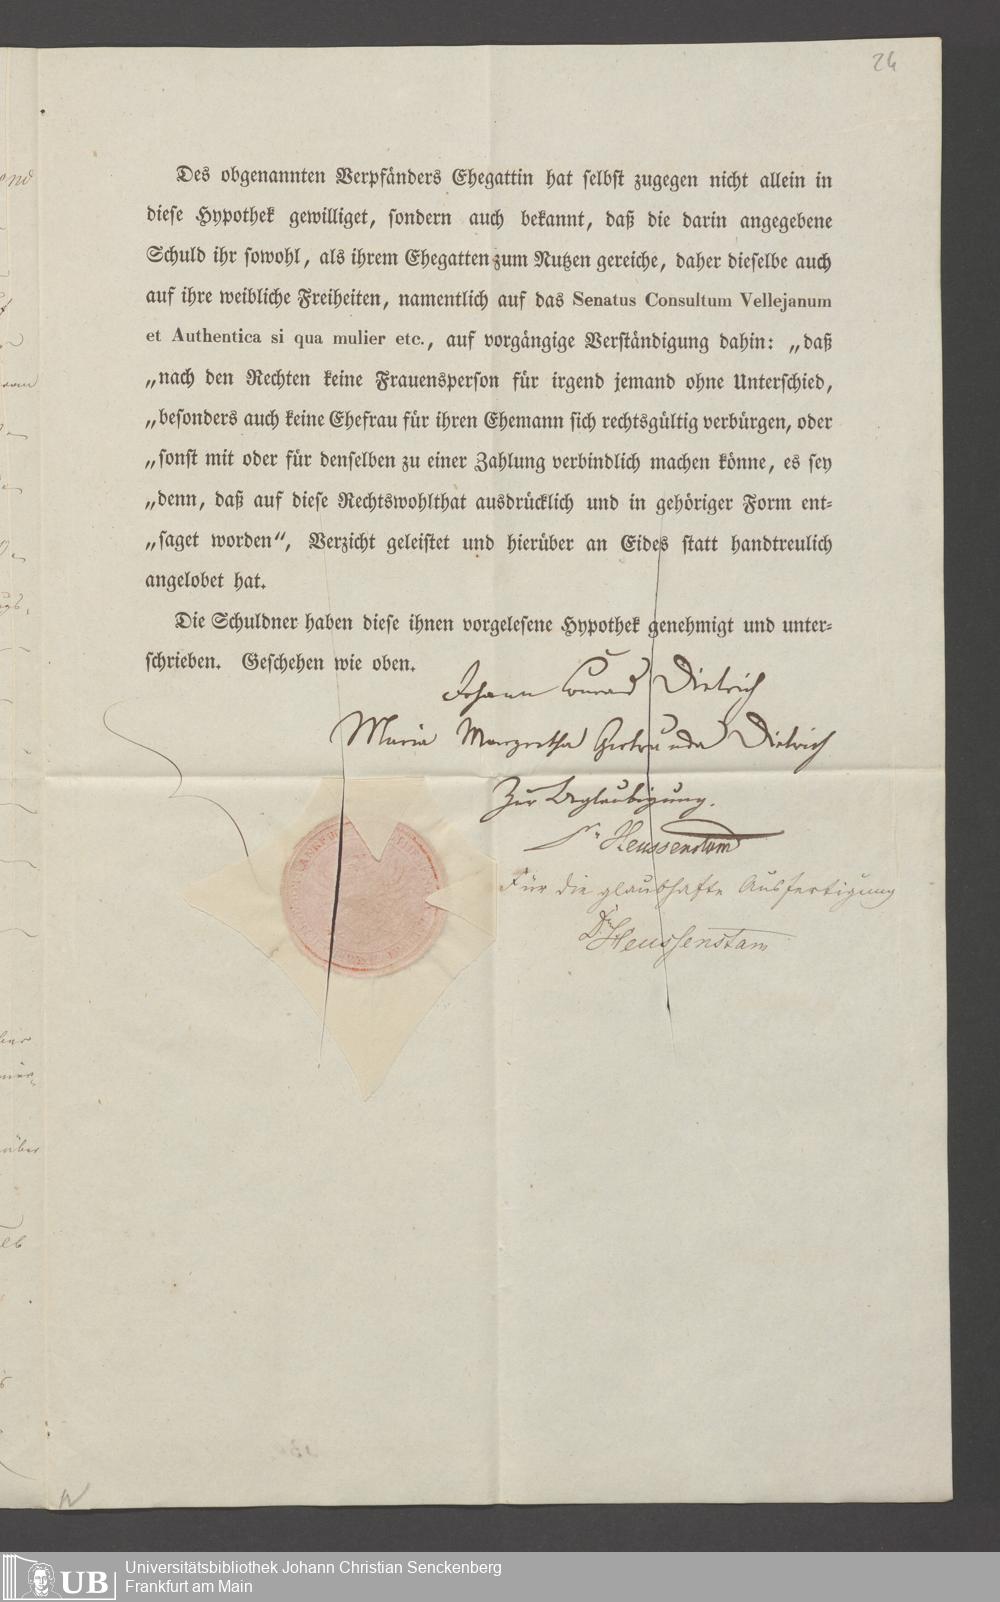 26
Des obgenannten Verpfänders Ehegattin hat selbst zugegen nicht allein in
diese Hypothek gewilliget, sondern auch bekannt, daß die darin angegebene
Schuld ihr sowohl, als ihrem Ehegatten zum Nutzen gereiche, daher dieselbe auch
auf ihre weibliche Freiheiten, namentlich auf das Senatus Consultum Vellejanum
et Authentica si qua mulier etc., auf vorgängige Verständigung dahin: „daß
„nach den Rechten keine Frauensperson für irgend jemand ohne Unterschied,
„besonders auch keine Ehefrau für ihren Ehemann sich rechtsgültig verbürgen, oder
„sonst mit oder für denselben zu einer Zahlung verbindlich machen könne, es sey
„denn, daß auf diese Rechtswohlthat ausdrücklich und in gehöriger Form ent-
„saget worden“, Verzicht geleistet und hierüber an Eides statt handtreulich
angelobet hat.
Die Schuldner haben diese ihnen vorgelesene Hypothek genehmigt und unter-
schrieben. Geschehen wie oben.
Johann Conrad Dietrich
Maria Margretha Gertrunda Dietrich
Zur Beglaubigung.
Dr Heussenstam
Für die glaubhafte Ausfertigung
Dr Heussenstam
UB
Universitätsbibliothek Johann Christian Senckenberg
Frankfurt am Main